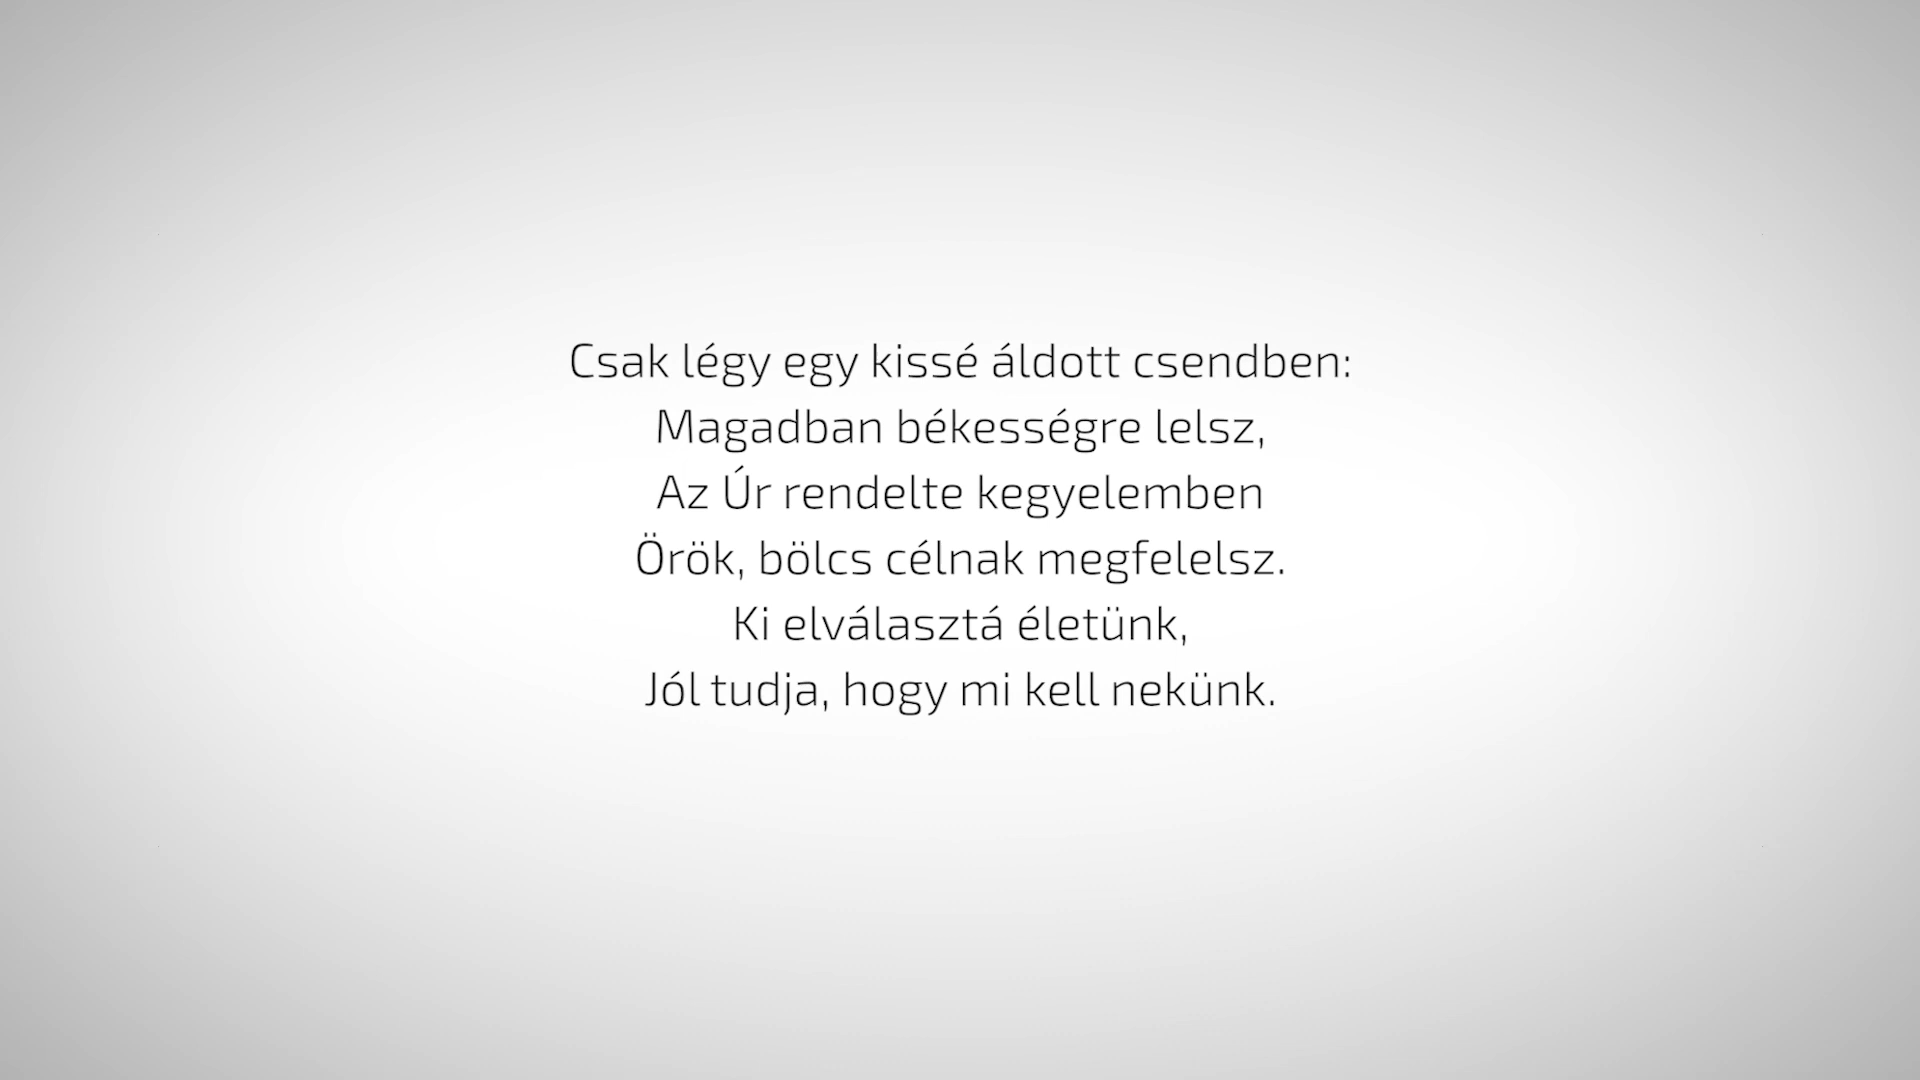 Csak légy egy kissé áldott csendben:
Magadban békességre lelsz,
Az Úr rendelte kegyelemben
Örök, bölcs célnak megfelelsz.
Ki elválasztá életünk,
Jól tudja, hogy mi kell nekünk.